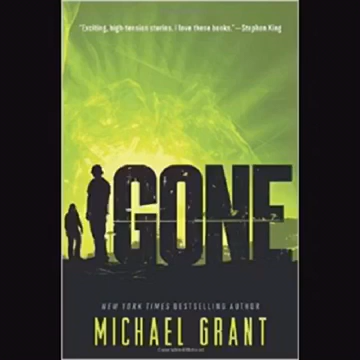 "Exciting, high-tension stories. I love these books."—Stephen King
GONE
NEW YORK TIMES BESTSELLING AUTHOR
MICHAEL GRANT